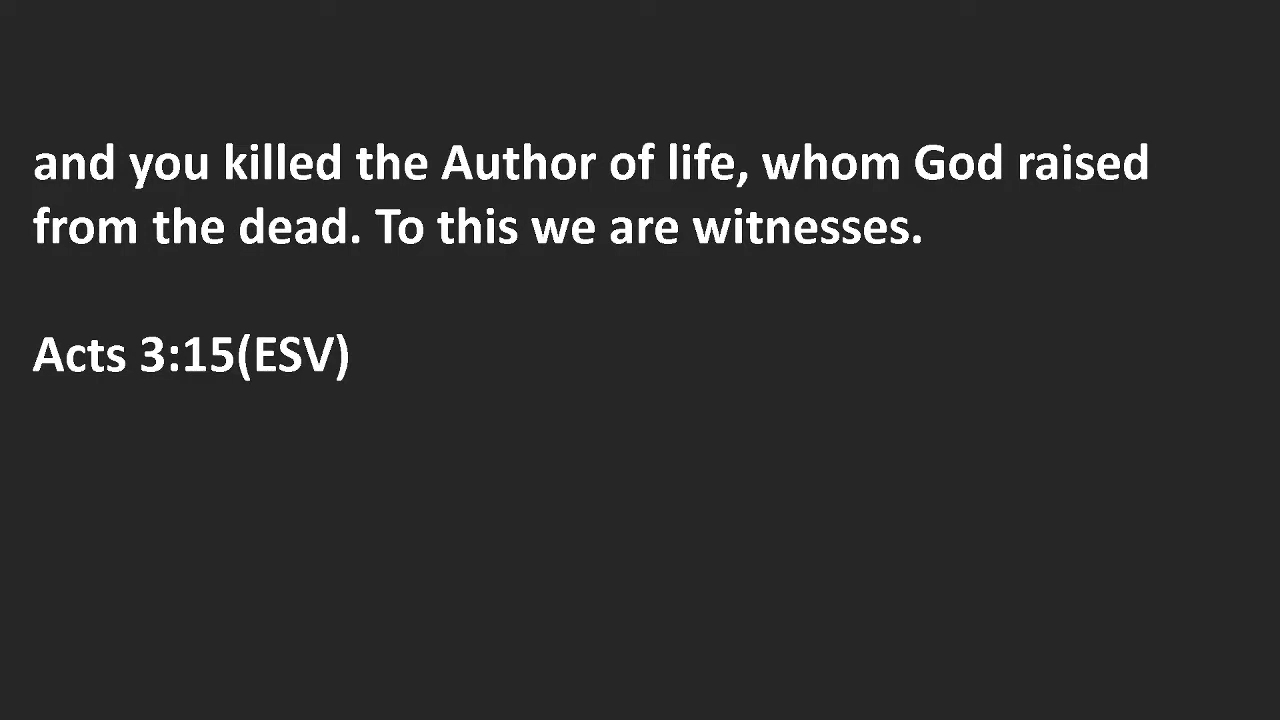 and you killed the Author of life, whom God raised
from the dead. To this we are witnesses.
Acts 3:15(ESV)